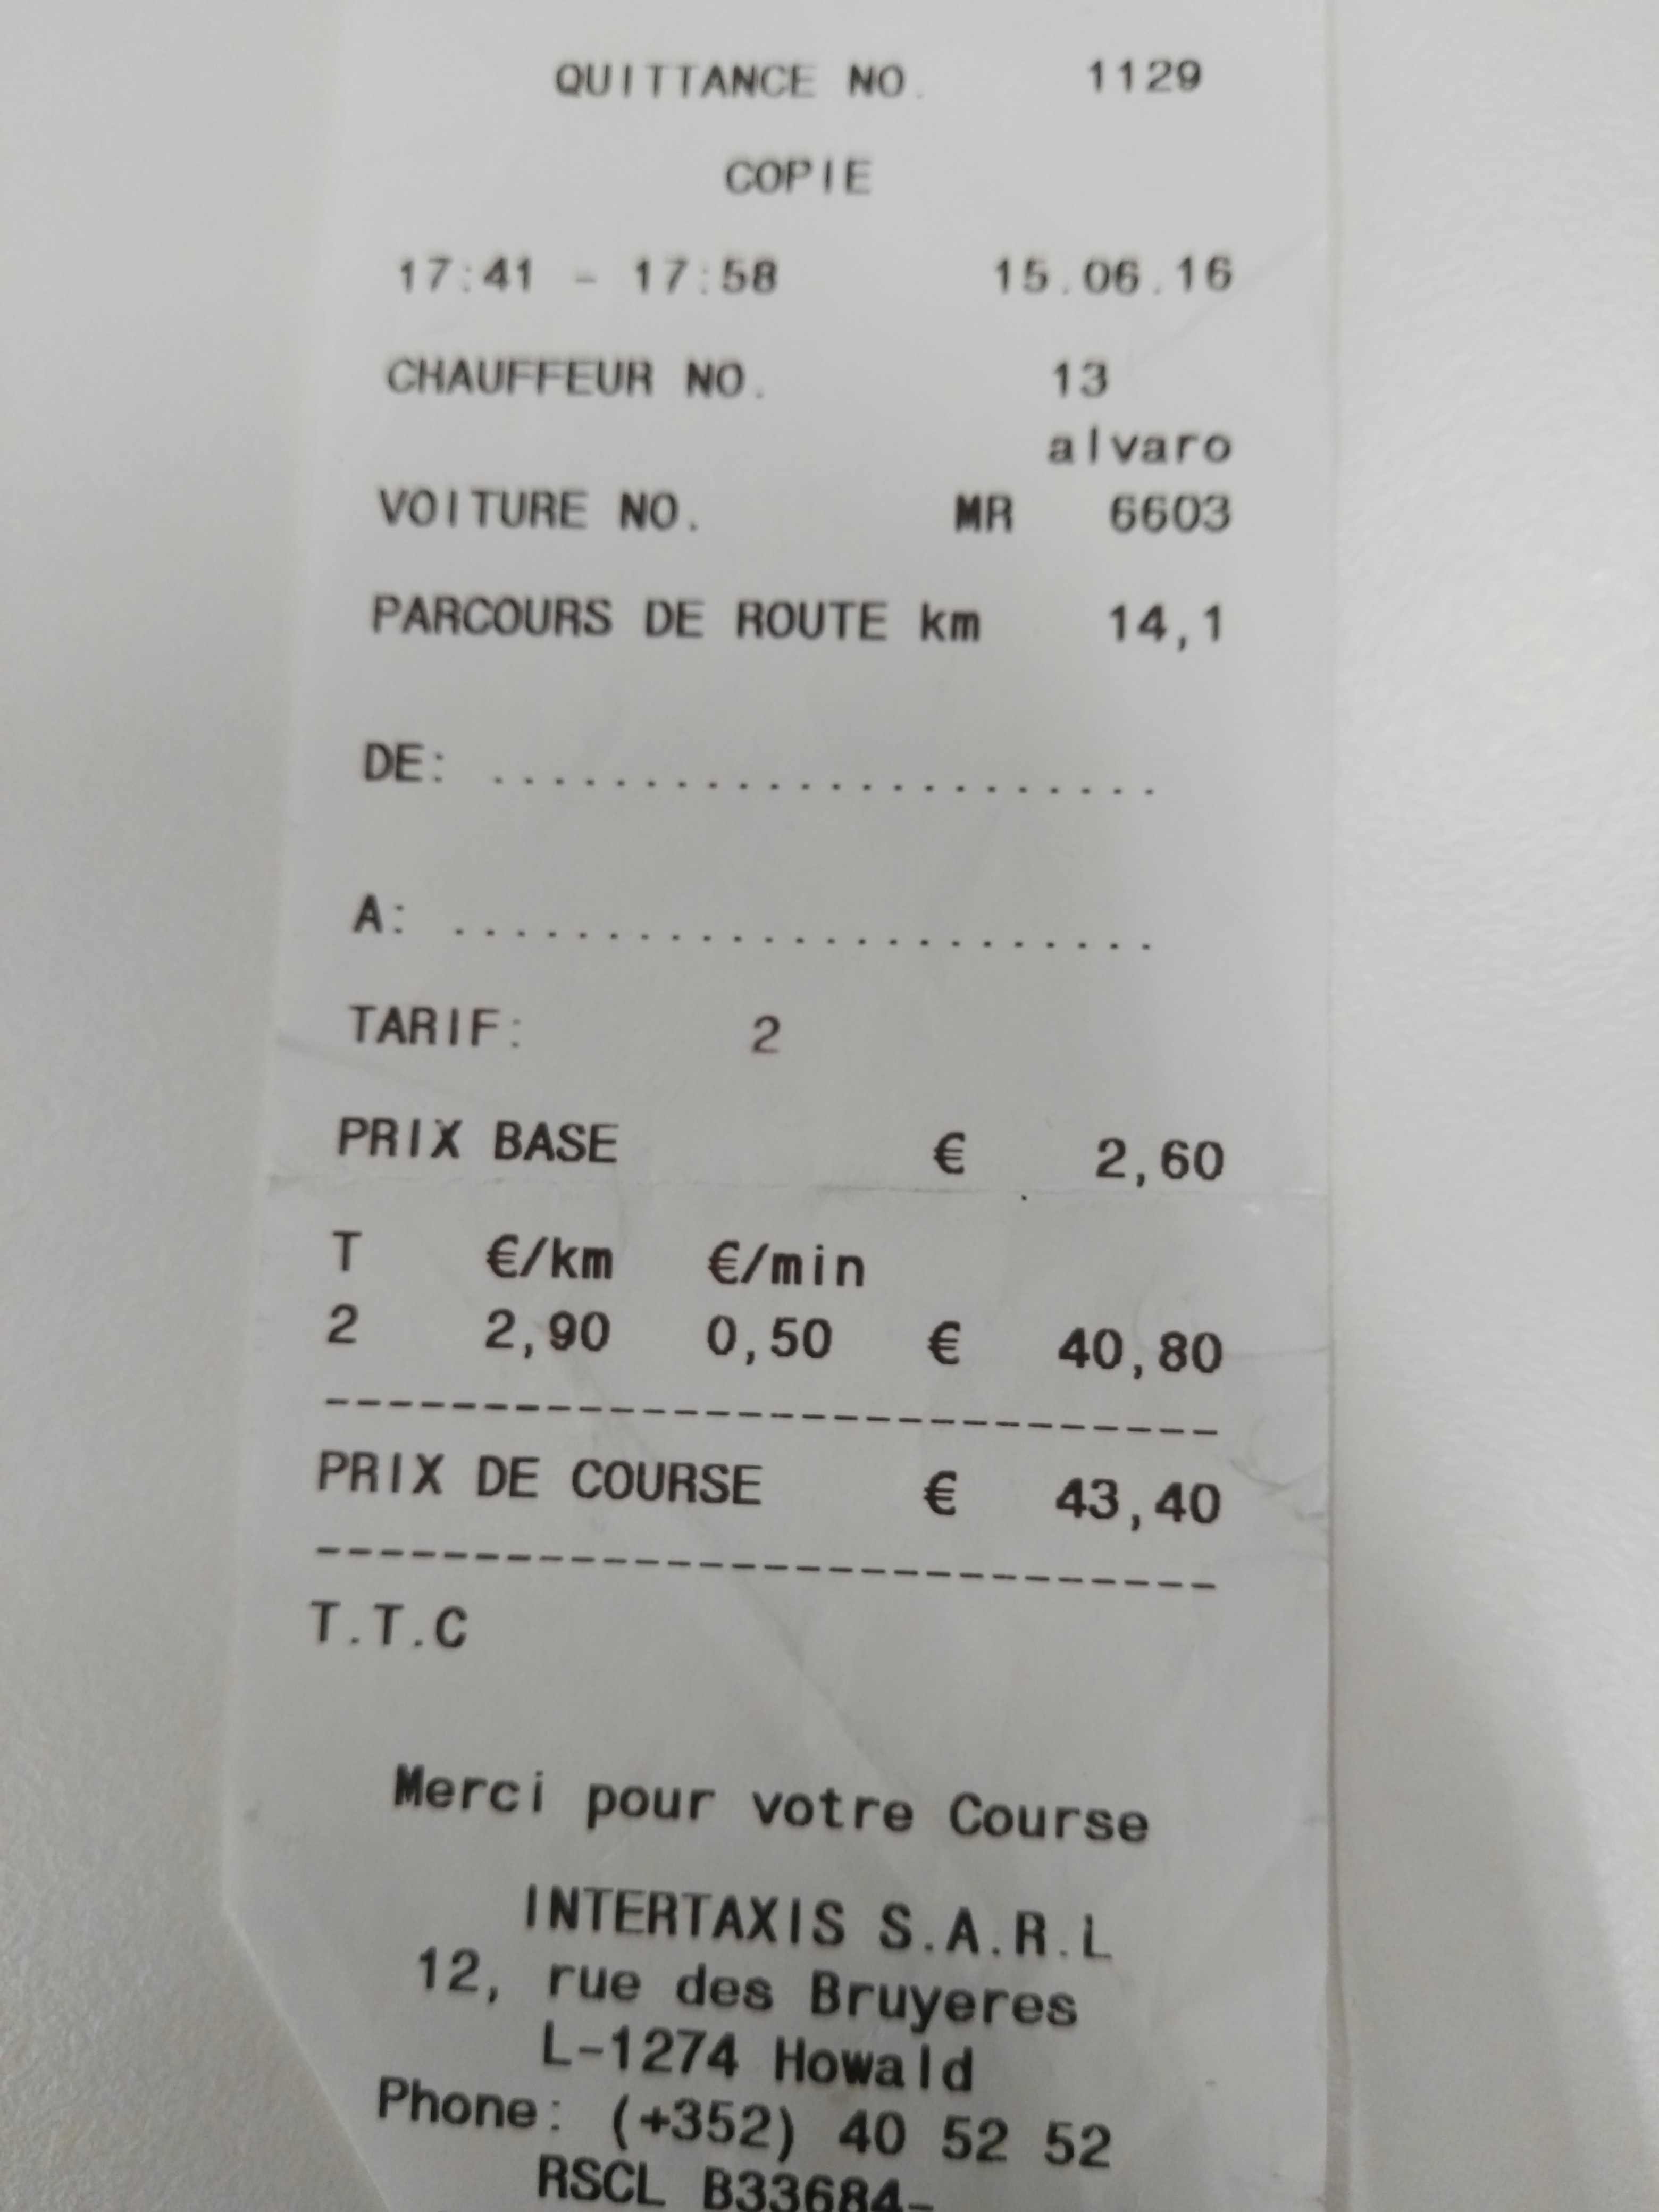 QUITTANCE NO. 1129
COPIE
17:41 - 17:58 15.06.16
CHAUFFEUR NO. 13
alvaro
VOITURE NO. MR 6603
PARCOURS DE ROUTE km 14,1
DE: ......................
A: .......................
TARIF: 2
PRIX BASE € 2,60
T €/km €/min
2 2,90 0,50 € 40,80
-----------------------------
PRIX DE COURSE € 43,40
-----------------------------
T.T.C
Merci pour votre Course
INTERTAXIS S.A.R.L
12, rue des Bruyeres
L-1274 Howald
Phone: (+352) 40 52 52
RSCL B33684-